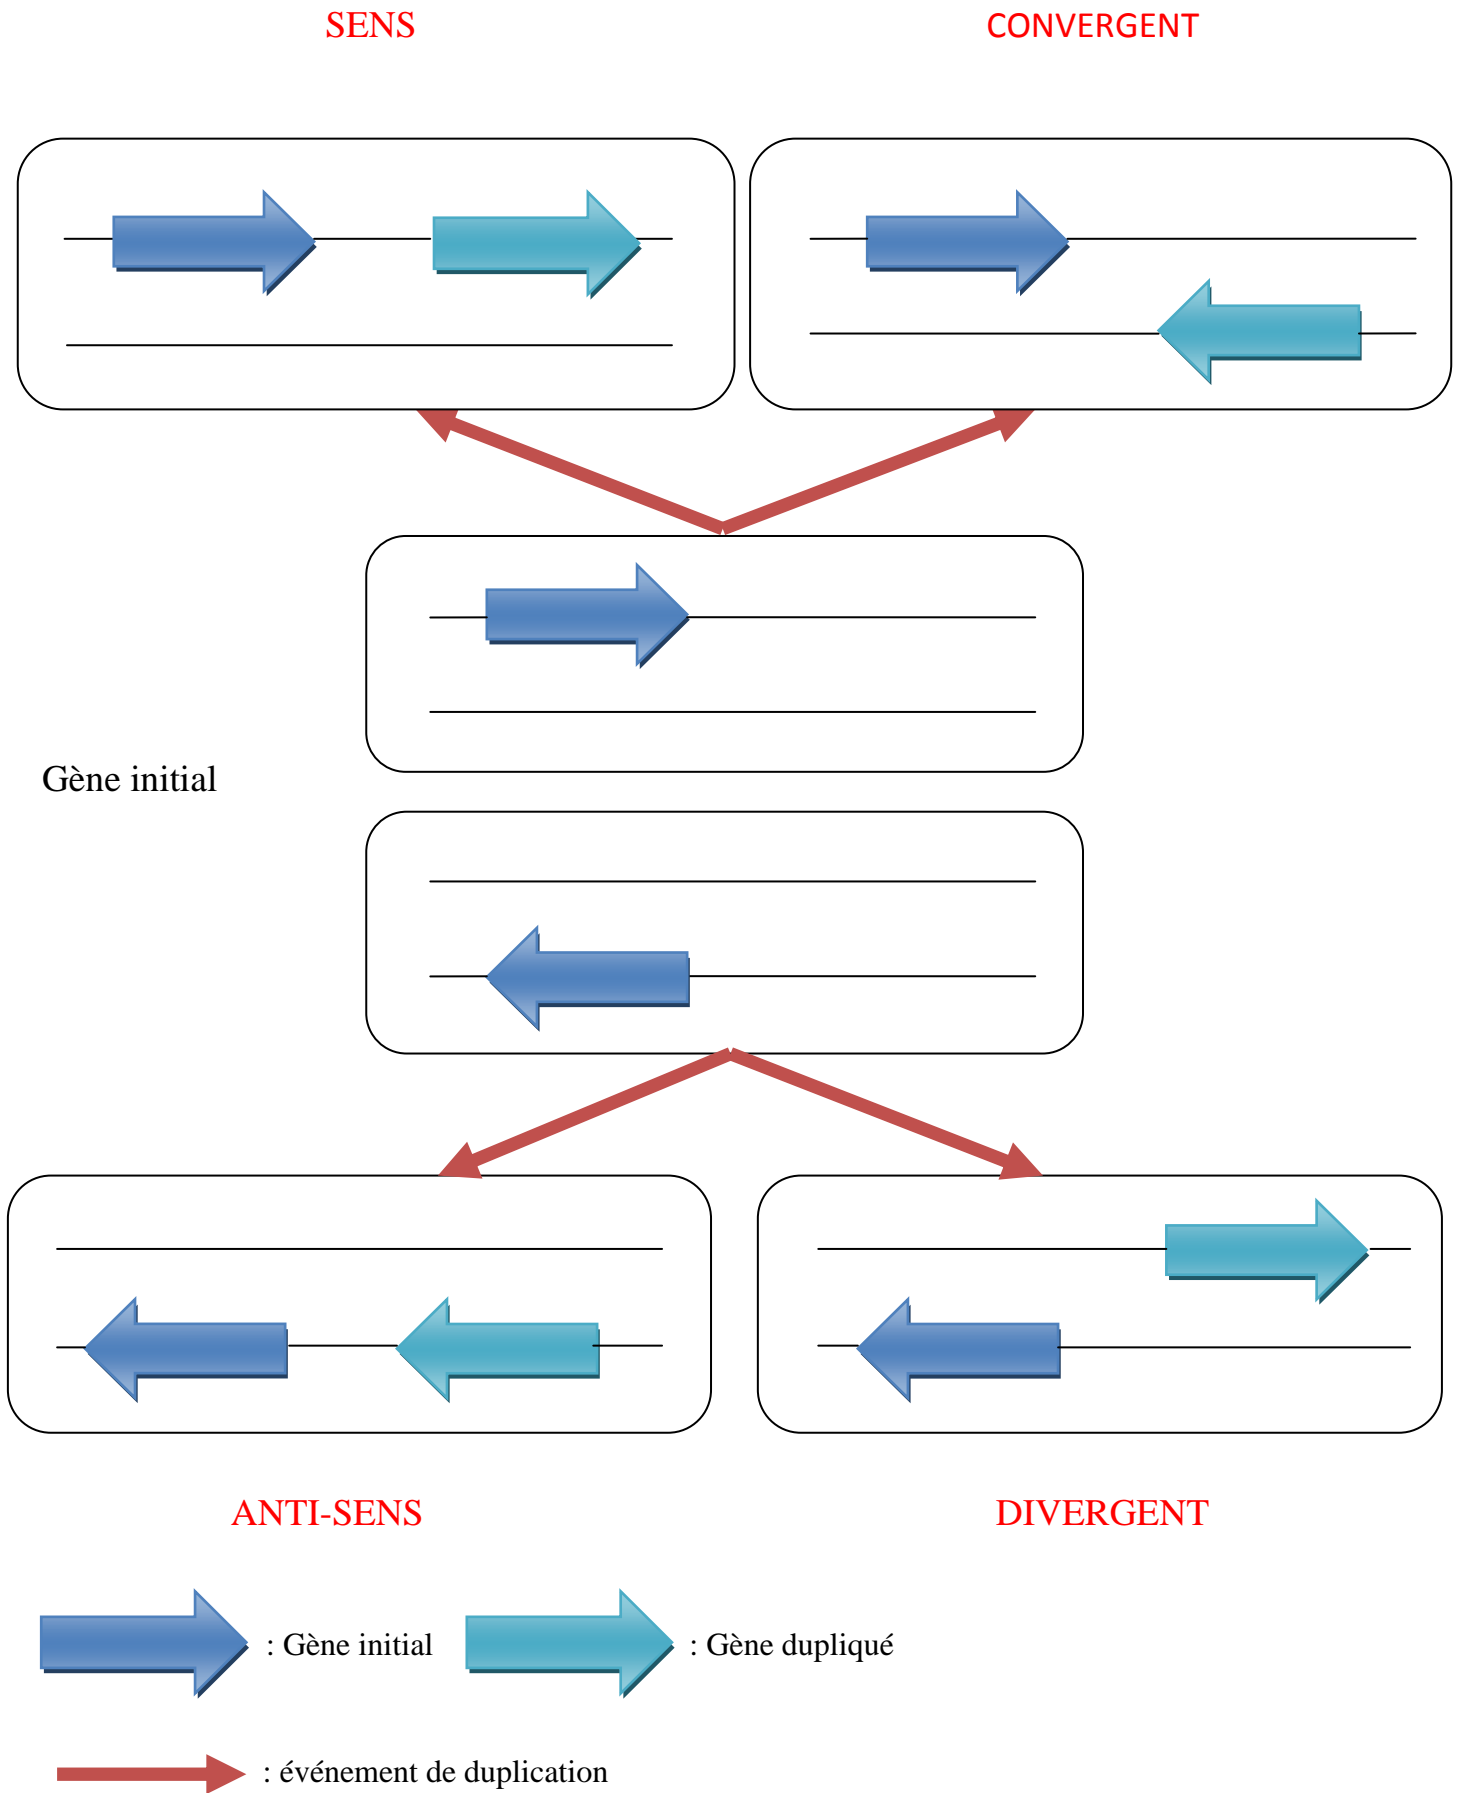 SENS
CONVERGENT
Gène initial
ANTI-SENS
DIVERGENT
: Gène initial
: Gène dupliqué
: événement de duplication